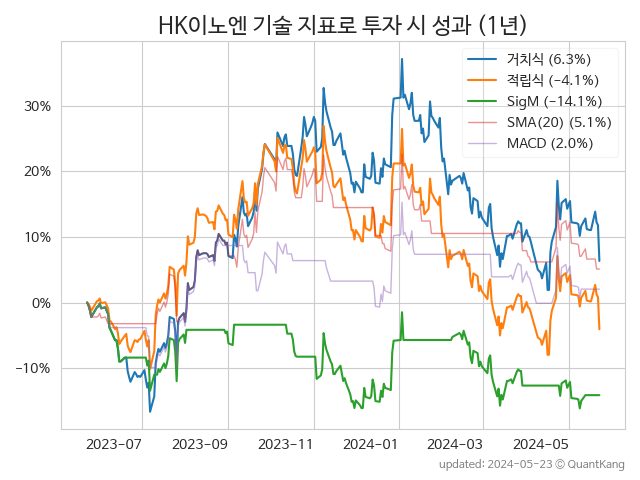 HK이노엔 기술 지표로 투자 시 성과 (1년)
거치식 (6.3%)
적립식 (−4.1%)
SigM (−14.1%)
SMA(20) (5.1%)
MACD (2.0%)
30%
20%
10%
0%
−10%
2023-07
2023-09
2023-11
2024-01
2024-03
2024-05
updated: 2024-05-23 ⓒ QuantKang